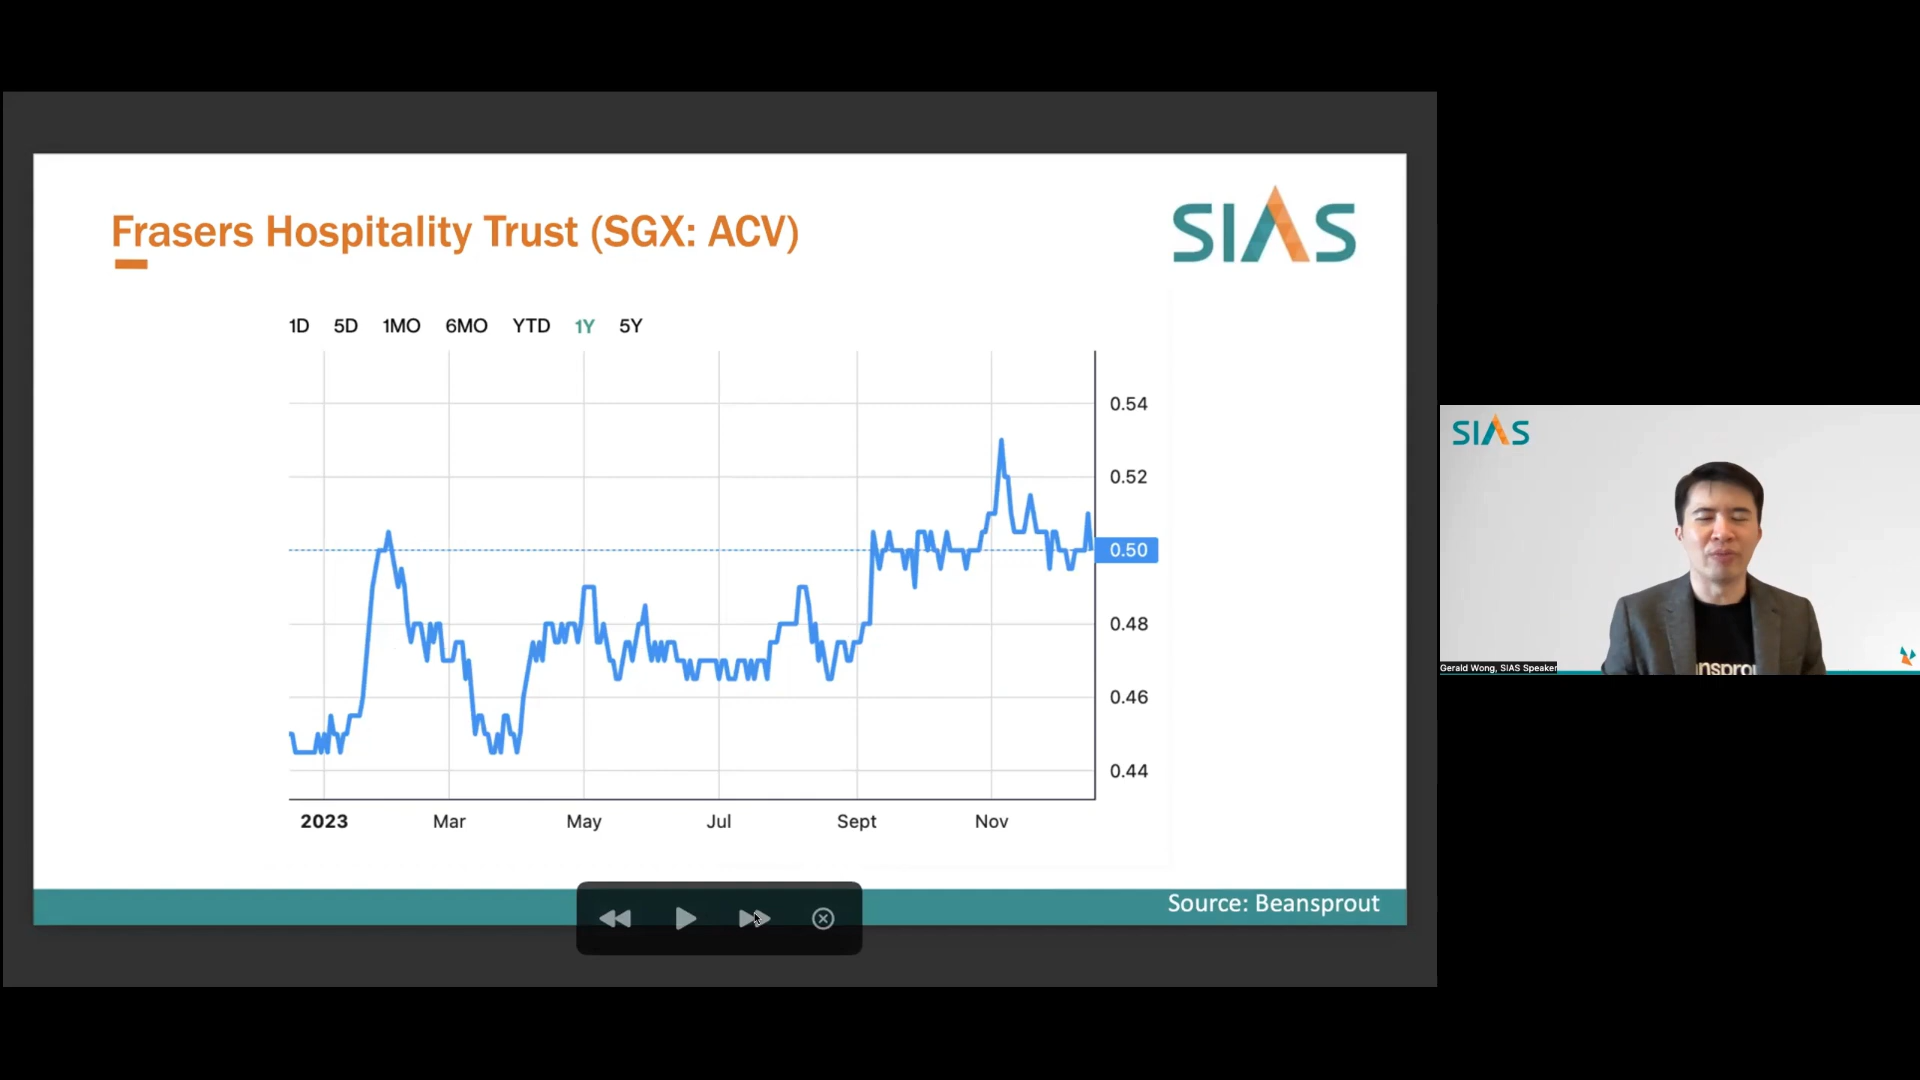 Frasers Hospitality Trust (SGX: ACV)
SIAS
1D 5D 1MO 6MO YTD 1Y 5Y
0.54
0.52
0.50
0.48
0.46
0.44
2023 Mar May Jul Sept Nov
Source: Beansprout
SIAS
nsprou
Gerald Wong, SIAS Speaker